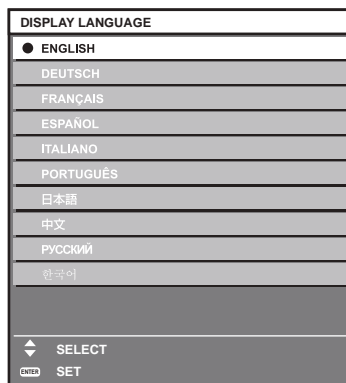 DISPLAY LANGUAGE
ENGLISH
DEUTSCH
FRANÇAIS
ESPAÑOL
ITALIANO
PORTUGUÊS
日本語
中文
РУССКИЙ
한국어
SELECT
ENTER SET